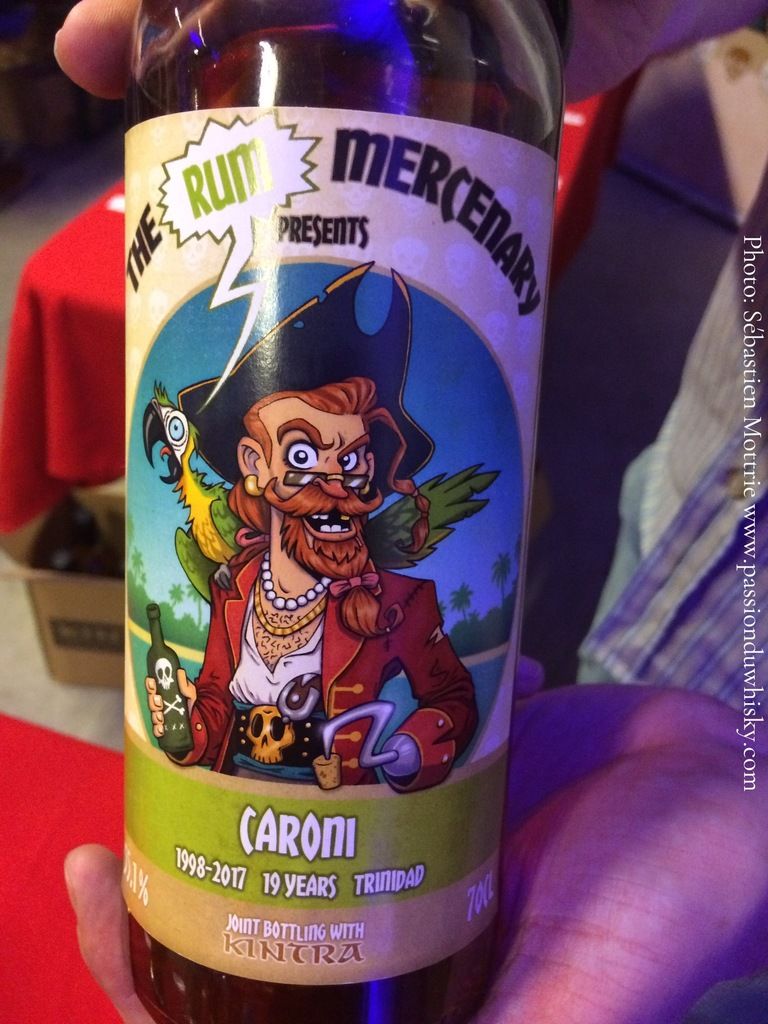 THE RUM MERCENARY
PRESENTS
CARONI
1998-2017 19 YEARS TRINIDAD
70CL
JOINT BOTTLING WITH
KINTRA
Photo: Sébastien Mottrie www.passionduwhisky.com